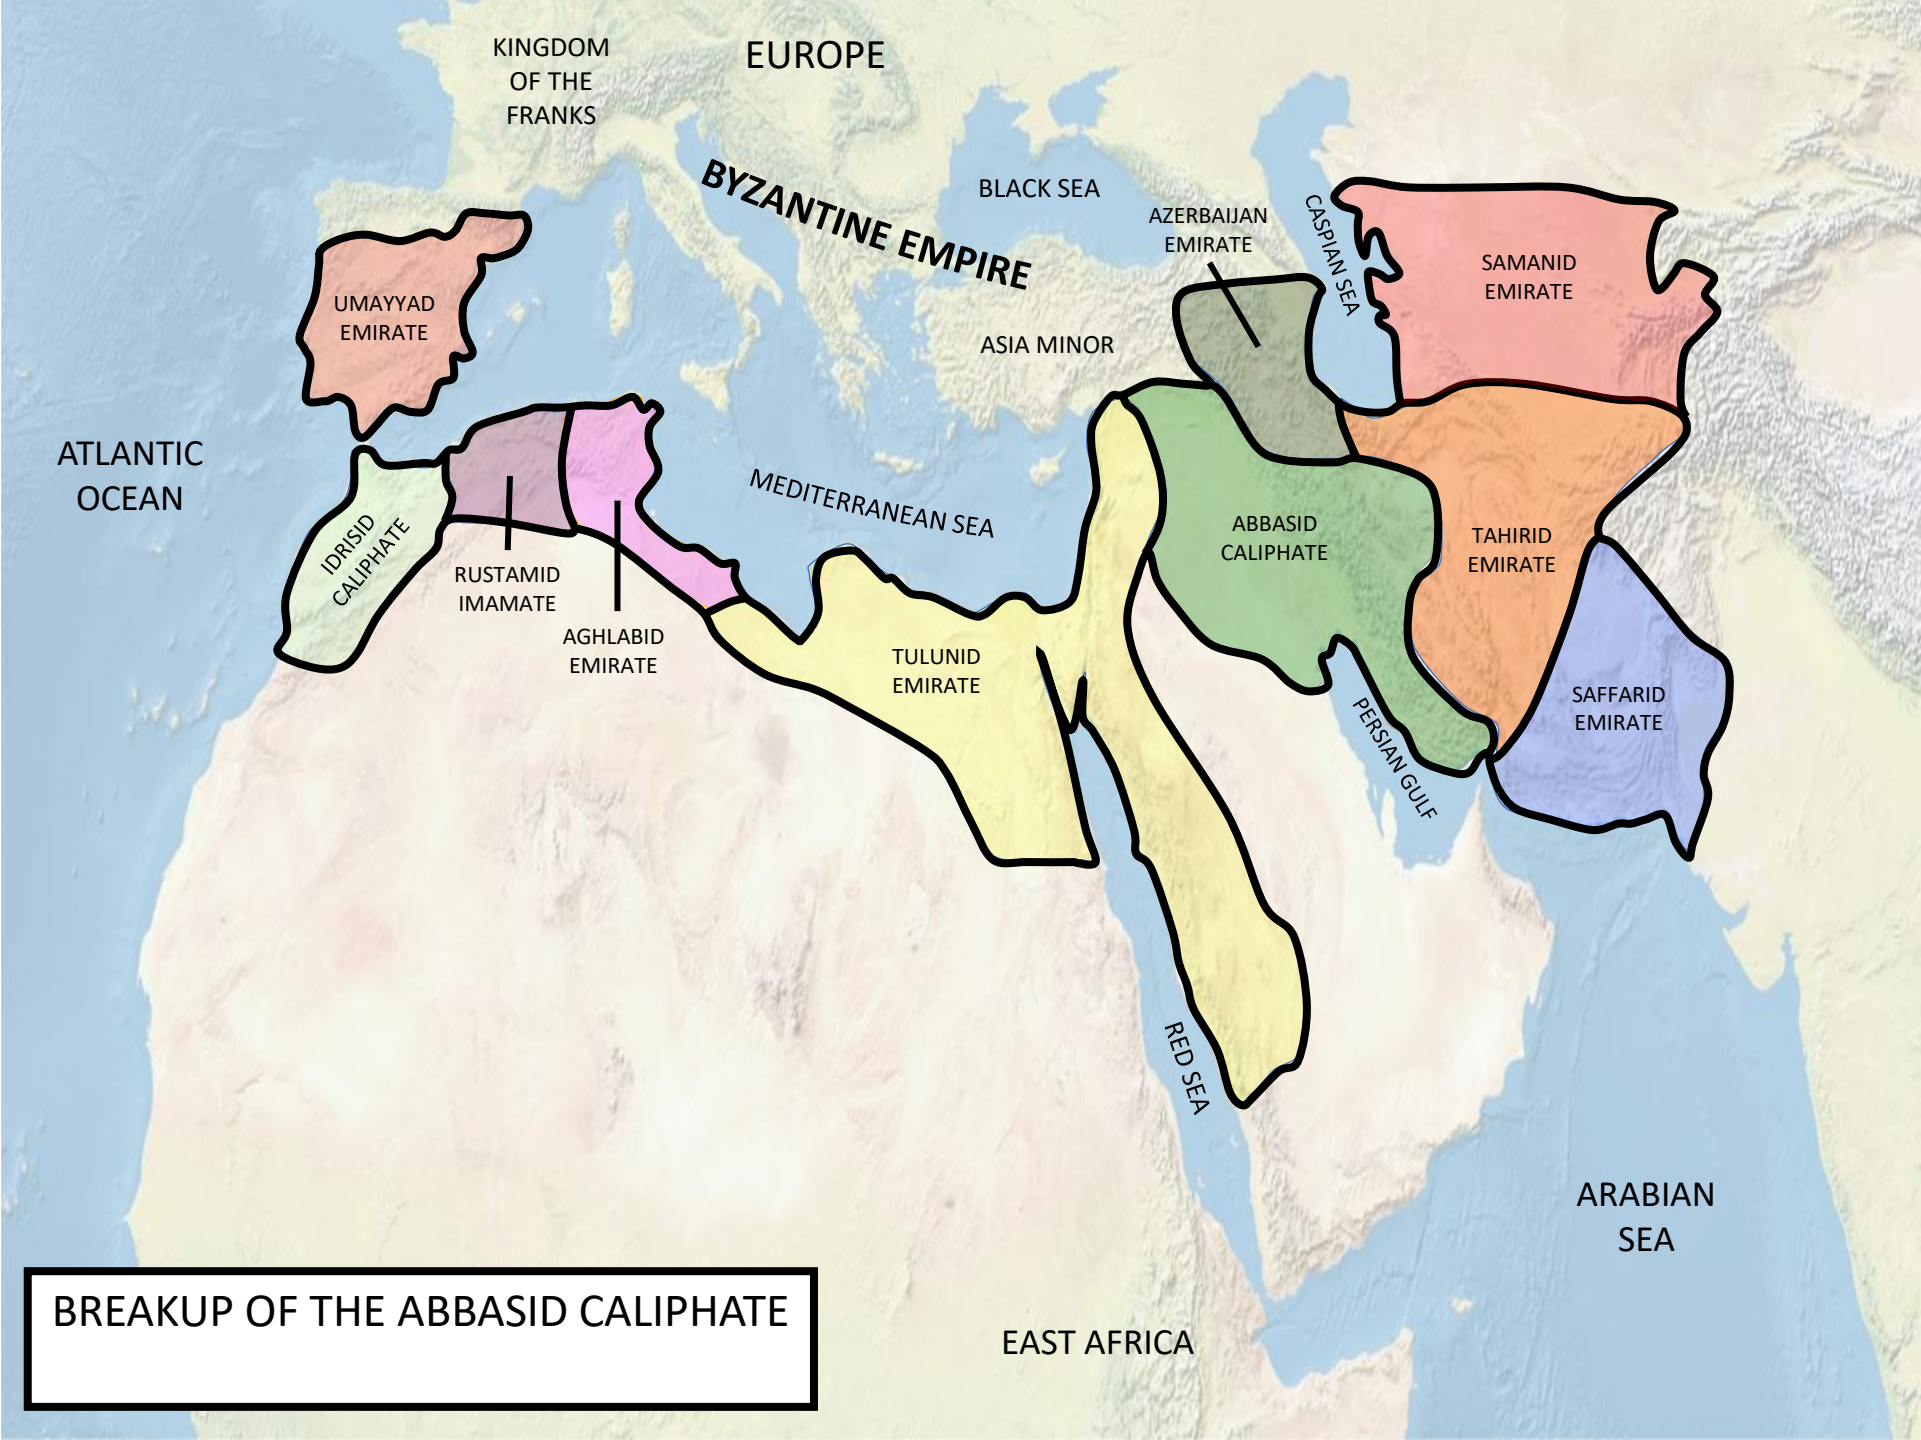 KINGDOM
OF THE
FRANKS
EUROPE
BYZANTINE EMPIRE
BLACK SEA
AZERBAIJAN
EMIRATE
CASPIAN SEA
SAMANID
EMIRATE
UMAYYAD
EMIRATE
ASIA MINOR
ATLANTIC
OCEAN
MEDITERRANEAN SEA
ABBASID
CALIPHATE
TAHIRID
EMIRATE
IDRISID
CALIPHATE
RUSTAMID
IMAMATE
AGHLABID
EMIRATE
TULUNID
EMIRATE
SAFFARID
EMIRATE
PERSIAN GULF
RED SEA
ARABIAN
SEA
BREAKUP OF THE ABBASID CALIPHATE
EAST AFRICA